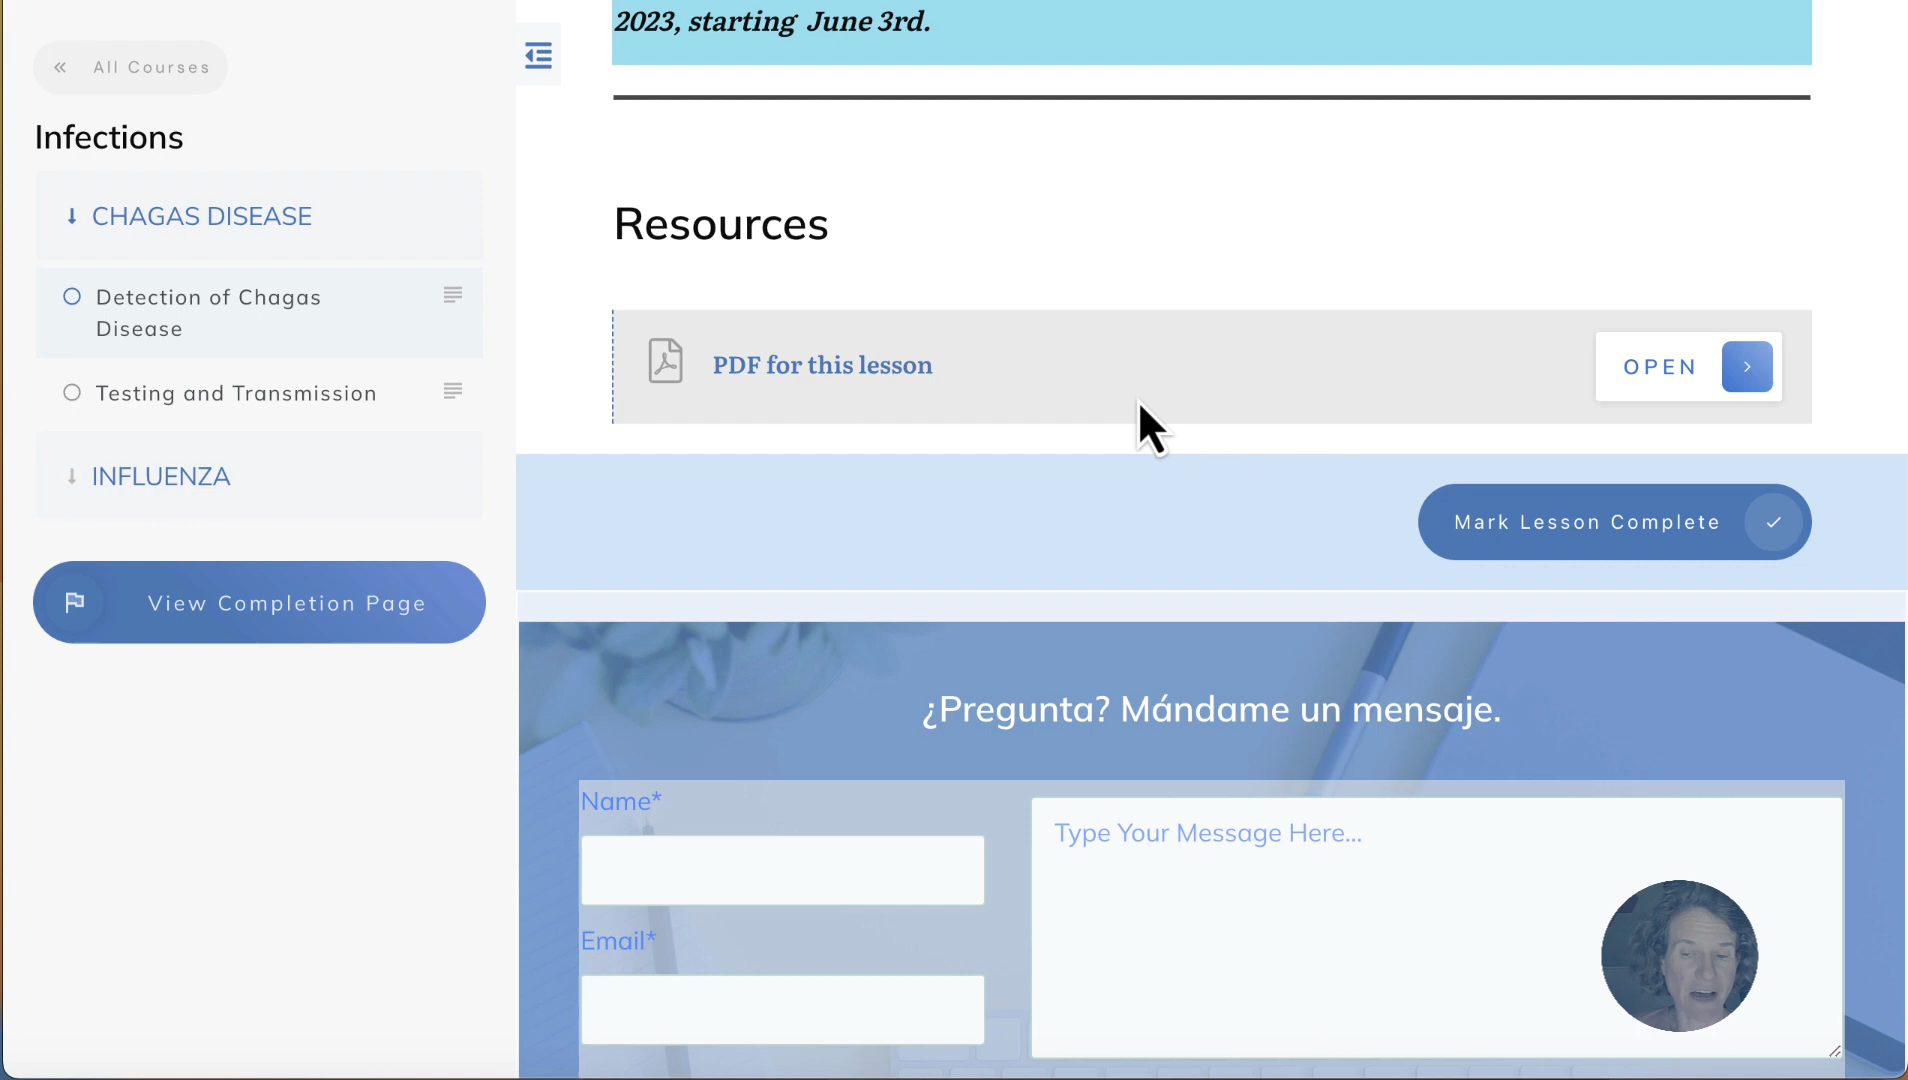 All Courses
Infections
CHAGAS DISEASE
Detection of Chagas
Disease
Testing and Transmission
INFLUENZA
View Completion Page
2023, starting June 3rd.
Resources
PDF for this lesson
OPEN
Mark Lesson Complete
¿Pregunta? Mándame un mensaje.
Name*
Email*
Type Your Message Here...